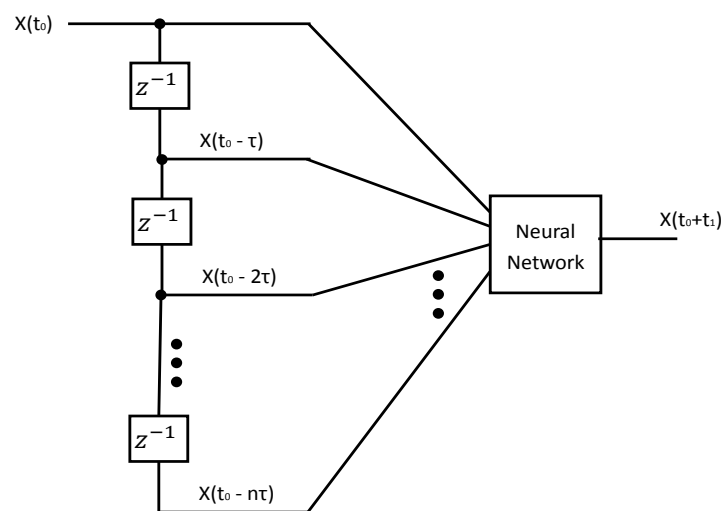 X(t₀)
z⁻¹
X(t₀ - τ)
z⁻¹
X(t₀ - 2τ)
Neural
Network
X(t₀+t₁)
z⁻¹
X(t₀ - nτ)